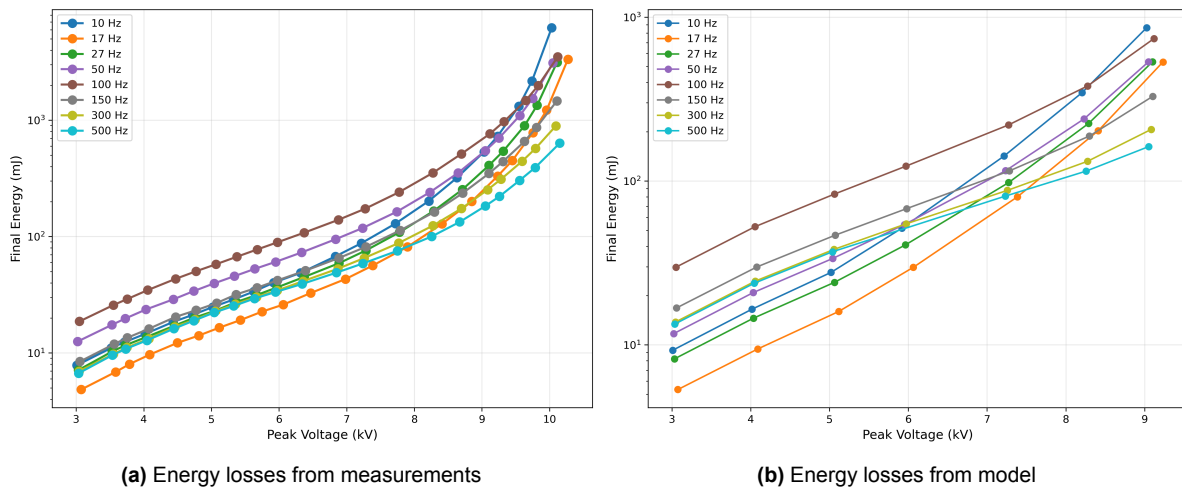 10 Hz
17 Hz
27 Hz
50 Hz
100 Hz
150 Hz
300 Hz
500 Hz
10³
10²
10¹
Final Energy (mJ)
3 4 5 6 7 8 9 10
Peak Voltage (kV)
(a) Energy losses from measurements
10 Hz
17 Hz
27 Hz
50 Hz
100 Hz
150 Hz
300 Hz
500 Hz
10³
10²
10¹
Final Energy (mJ)
3 4 5 6 7 8 9
Peak Voltage (kV)
(b) Energy losses from model